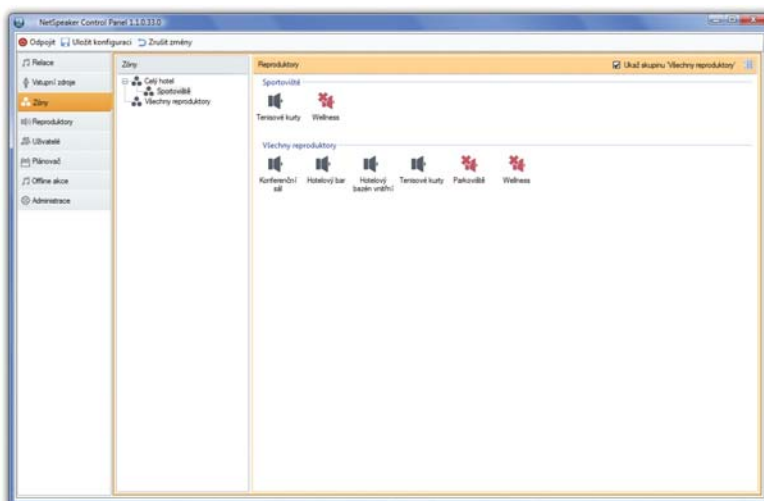 NetSpeaker Control Panel 1.1.0.33.0
Odpojit Uložit konfiguraci Zrušit změny
Relace
Vstupní zdroje
Zóny
Reproduktory
Uživatelé
Plánovač
Offline akce
Administrace
Zóny
Celý hotel
Sportoviště
Všechny reproduktory
Reproduktory
Ukaž skupinu 'Všechny reproduktory'
Sportoviště
Tenisové kurty Wellness
Všechny reproduktory
Konferenční Hotelový bar Hotelový Tenisové kurty Parkoviště Wellness
sál bazén vnitřní